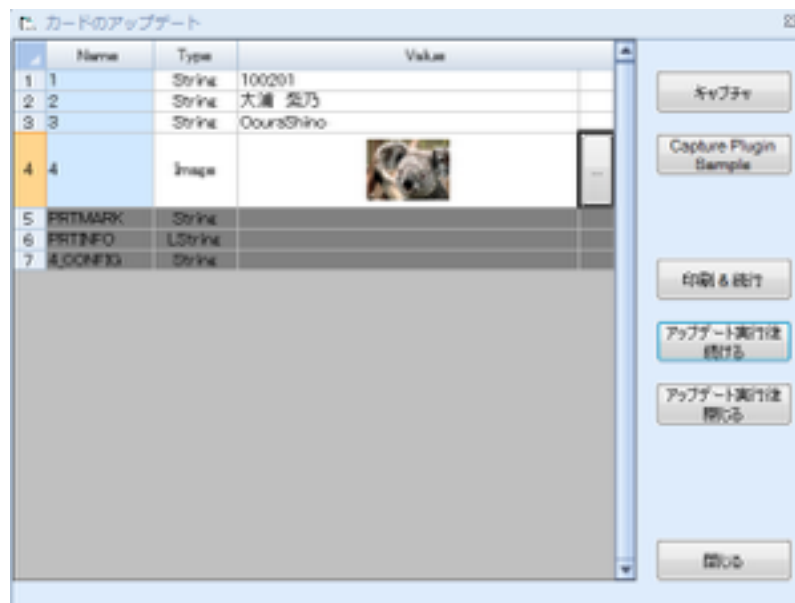 カードのアップデート
Name Type Value
1 1 String 100201
2 2 String 大浦
3 3 String OouraShino
4 4 Image ...
5 PRTMARK String
6 PRTINFO LString
7 4_CONFIG String
キャプチャ
Capture Plugin
Sample
印刷 & 続行
アップデート実行後
続ける
アップデート実行後
閉じる
閉じる